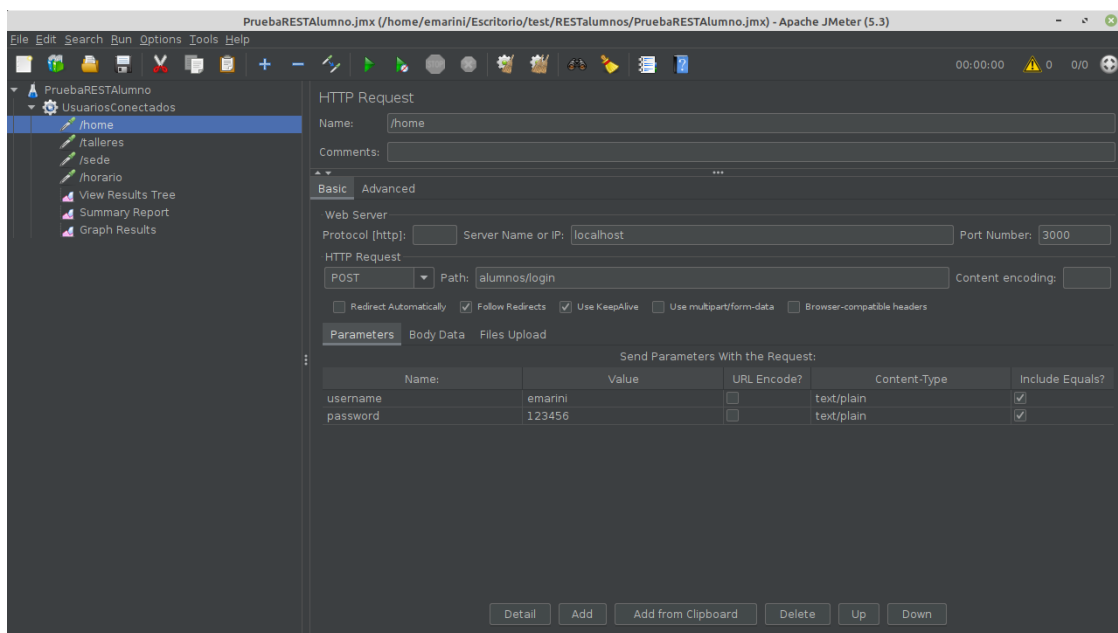 PruebaRESTAlumno.jmx (/home/emarini/Escritorio/test/RESTalumnos/PruebaRESTAlumno.jmx) - Apache JMeter (5.3)
File Edit Search Run Options Tools Help
00:00:00 0 0/0
PruebaRESTAlumno
UsuariosConectados
/home
/talleres
/sede
/horario
View Results Tree
Summary Report
Graph Results
HTTP Request
Name: /home
Comments:
Basic Advanced
Web Server
Protocol [http]: Server Name or IP: localhost Port Number: 3000
HTTP Request
POST Path: alumnos/login Content encoding:
Redirect Automatically Follow Redirects Use KeepAlive Use multipart/form-data Browser-compatible headers
Parameters Body Data Files Upload
Send Parameters With the Request:
Name: Value URL Encode? Content-Type Include Equals?
username emarini text/plain
password 123456 text/plain
Detail Add Add from Clipboard Delete Up Down